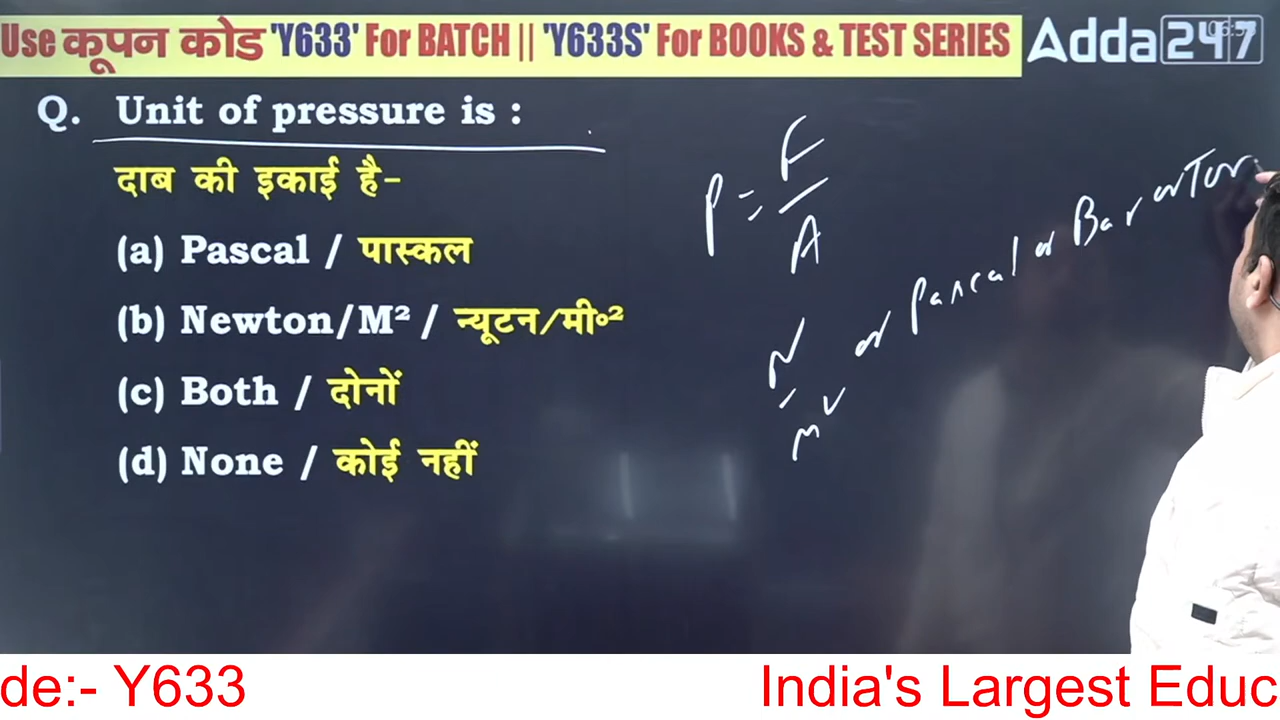 Use कूपन कोड 'Y633' For BATCH || 'Y633S' For BOOKS & TEST SERIES
Adda247
Q. Unit of pressure is :
दाब की इकाई है-
(a) Pascal / पास्कल
(b) Newton/M² / न्यूटन/मी०²
(c) Both / दोनों
(d) None / कोई नहीं
P = F/A
N/m² or Pascal or Bar or Tor
de:- Y633
India's Largest Educ